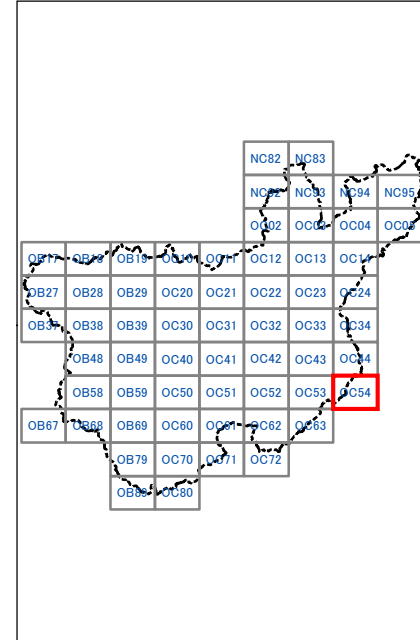 NC82 NC83
NC92 NC93 NC94 NC95
OC02 OC03 OC04 OC05
OB17 OB18 OB19 OC10 OC11 OC12 OC13 OC14
OB27 OB28 OB29 OC20 OC21 OC22 OC23 OC24
OB37 OB38 OB39 OC30 OC31 OC32 OC33 OC34
OB48 OB49 OC40 OC41 OC42 OC43 OC44
OB58 OB59 OC50 OC51 OC52 OC53 OC54
OB67 OB68 OB69 OC60 OC61 OC62 OC63
OB79 OC70 OC71 OC72
OB89 OC80